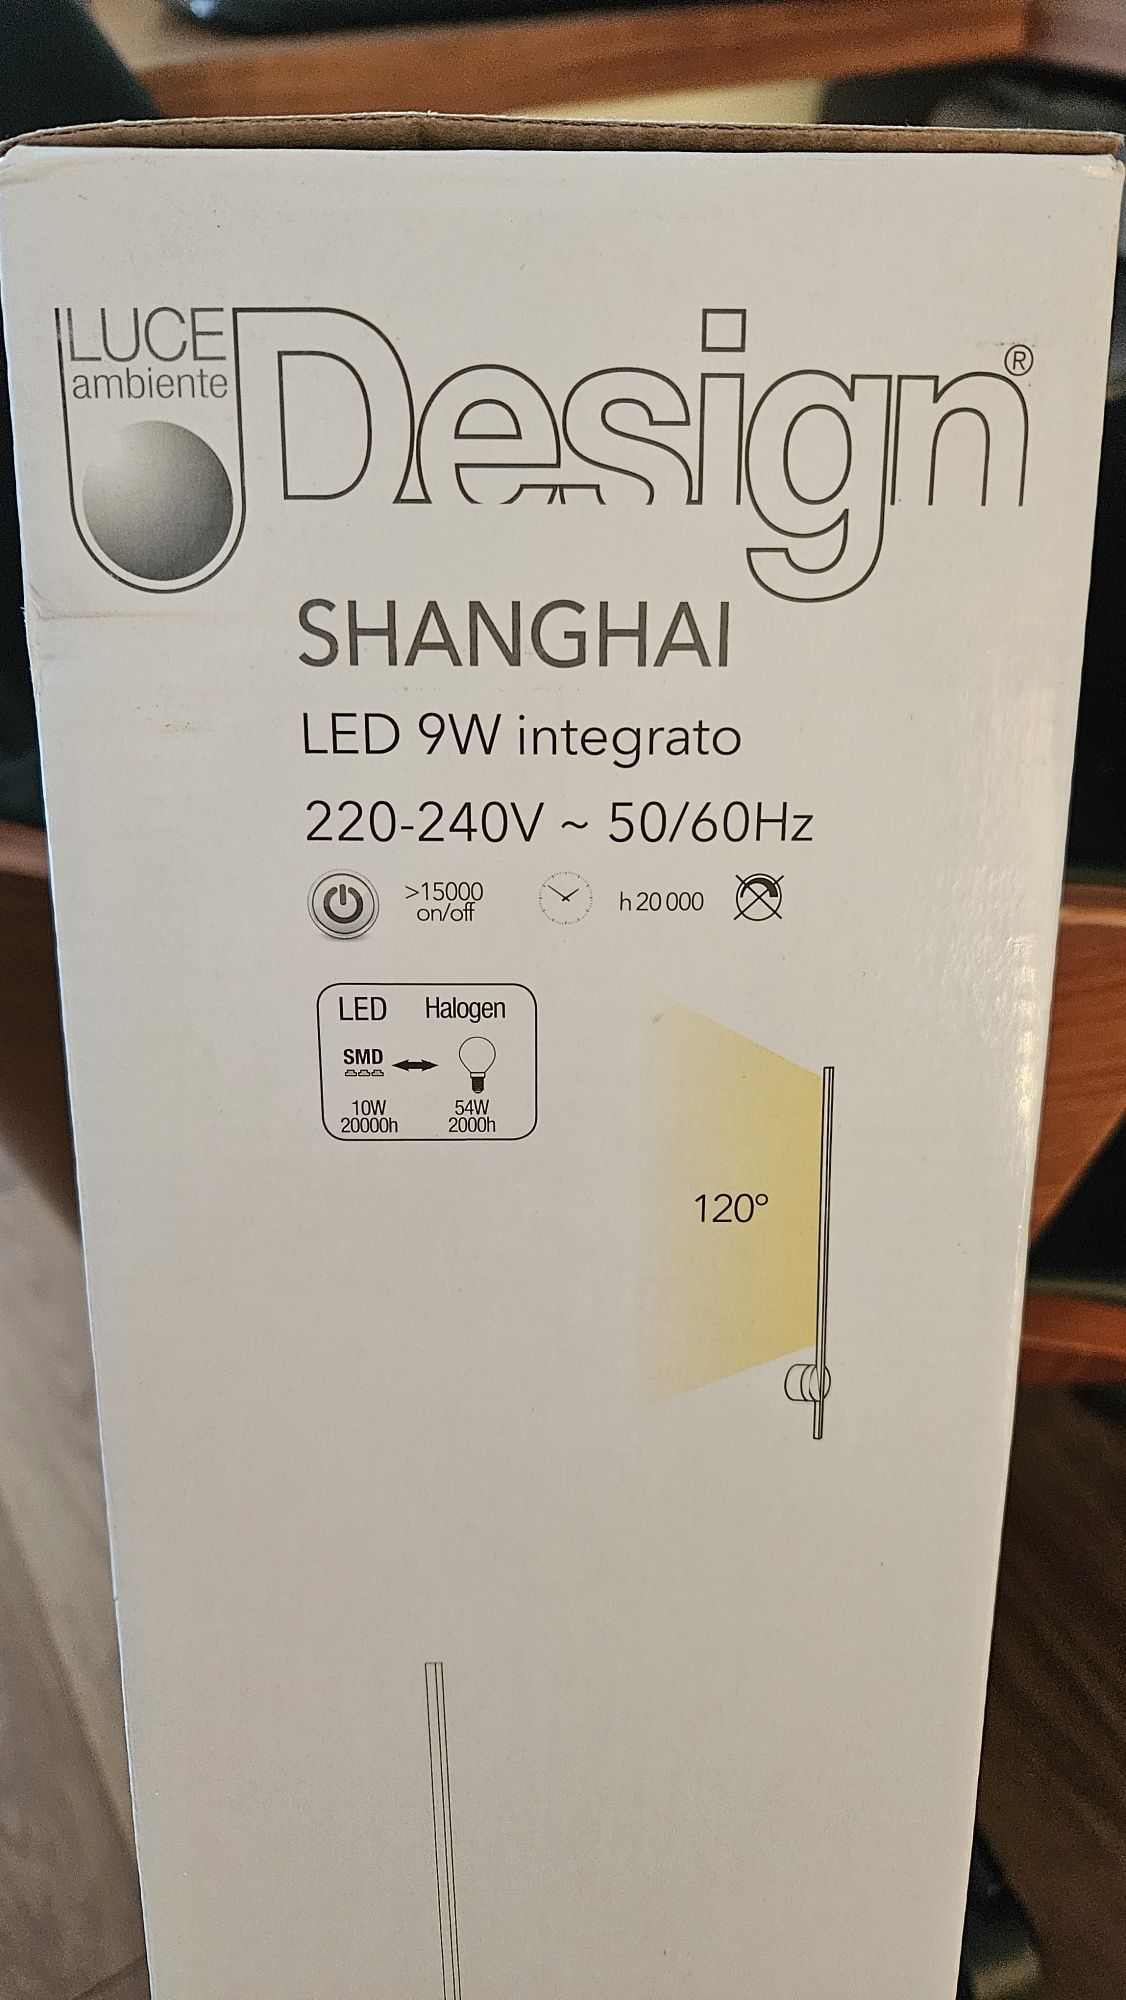 LUCE
ambiente
Design®
SHANGHAI
LED 9W integrato
220-240V ~ 50/60Hz
>15000
on/off
h 20 000
LED Halogen
SMD
10W 54W
20000h 2000h
120°